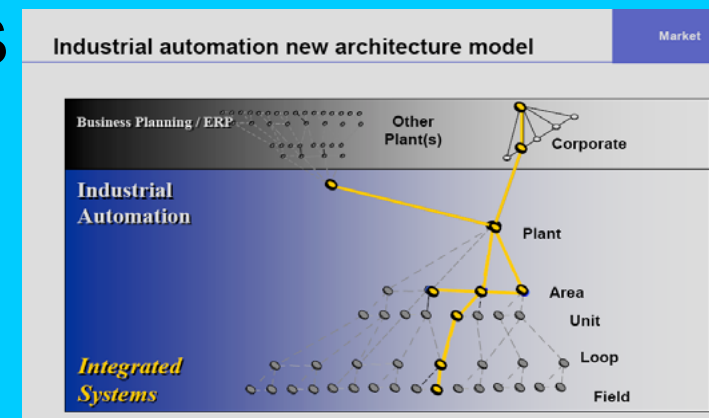 s
Industrial automation new architecture model
Market
Business Planning / ERP
Other
Plant(s)
Corporate
Industrial
Automation
Plant
Area
Unit
Loop
Integrated
Systems
Field